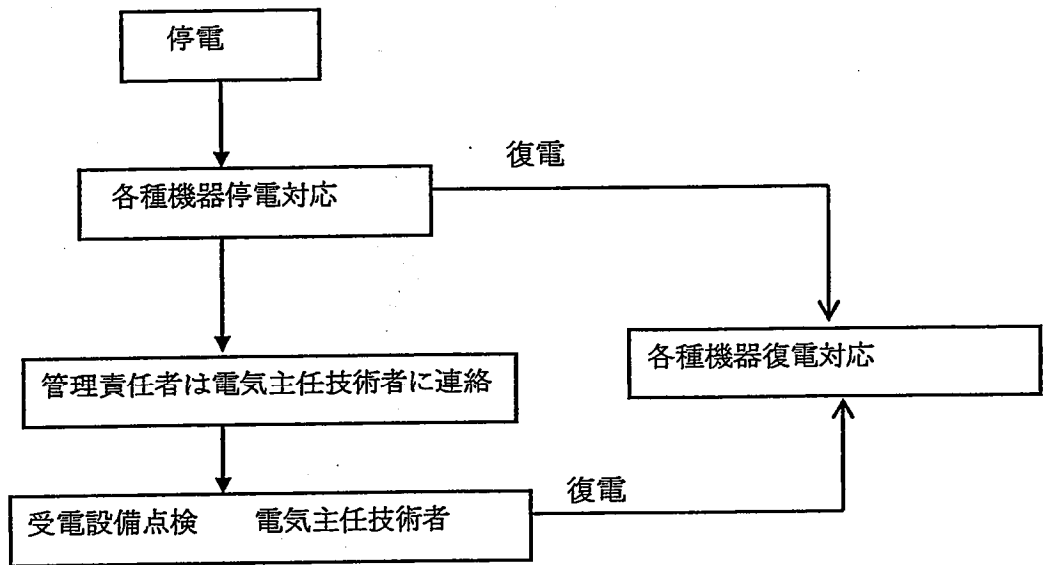 停電
復電
各種機器停電対応
各種機器復電対応
管理責任者は電気主任技術者に連絡
復電
受電設備点検　　電気主任技術者